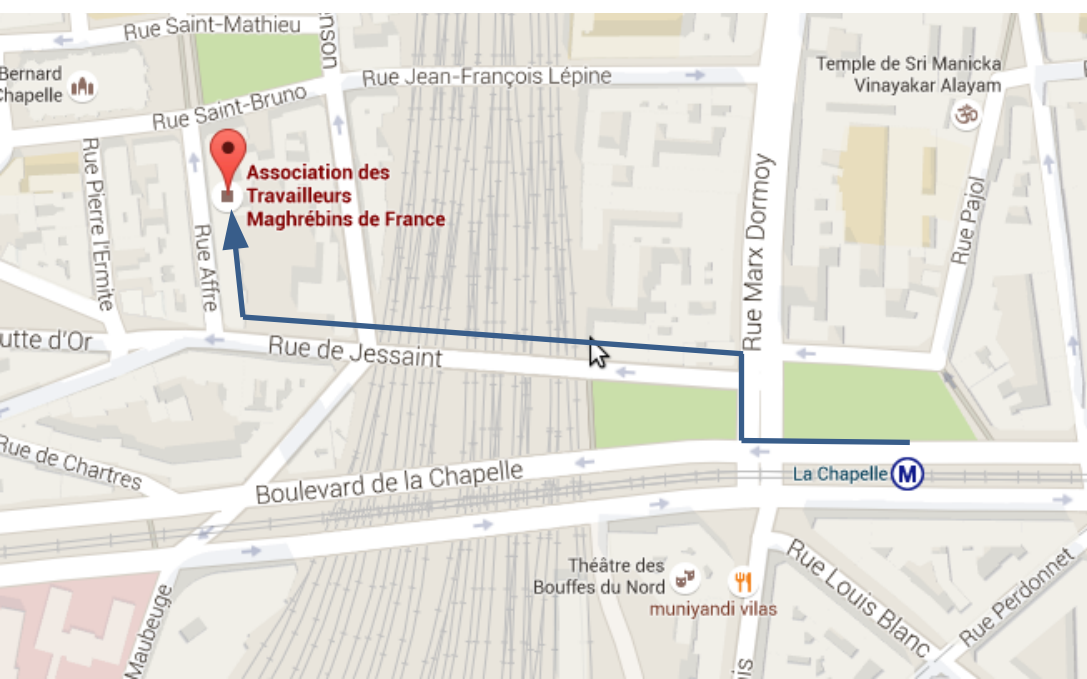 Rue Saint-Mathieu
nson
Bernard
Chapelle
Rue Jean-François Lépine
Temple de Sri Manicka
Vinayakar Alayam
Rue Saint-Bruno
Rue Pierre l'Ermite
Association des
Travailleurs
Maghrébins de France
Rue Affre
Rue Marx Dormoy
Rue Pajol
utte d'Or
Rue de Jessaint
Rue de Chartres
Boulevard de la Chapelle
La Chapelle M
Théâtre des
Bouffes du Nord
muniyandi vilas
Rue Louis Blanc
Rue Perdonnet
Maubeuge
is